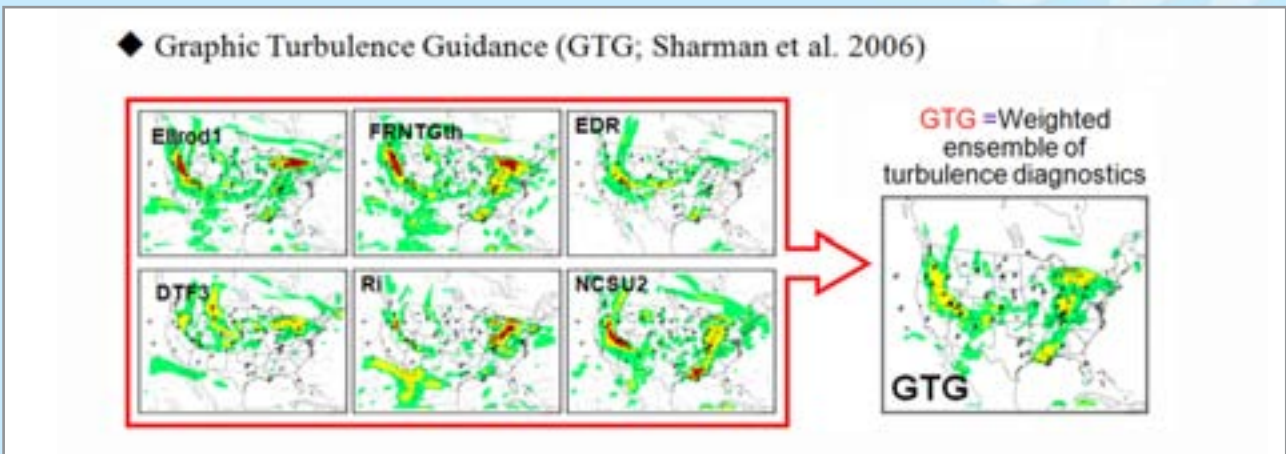 ◆ Graphic Turbulence Guidance (GTG; Sharman et al. 2006)
Ellrod1
FRNTGth
EDR
DTF3
Ri
NCSU2
GTG =Weighted
ensemble of
turbulence diagnostics
GTG